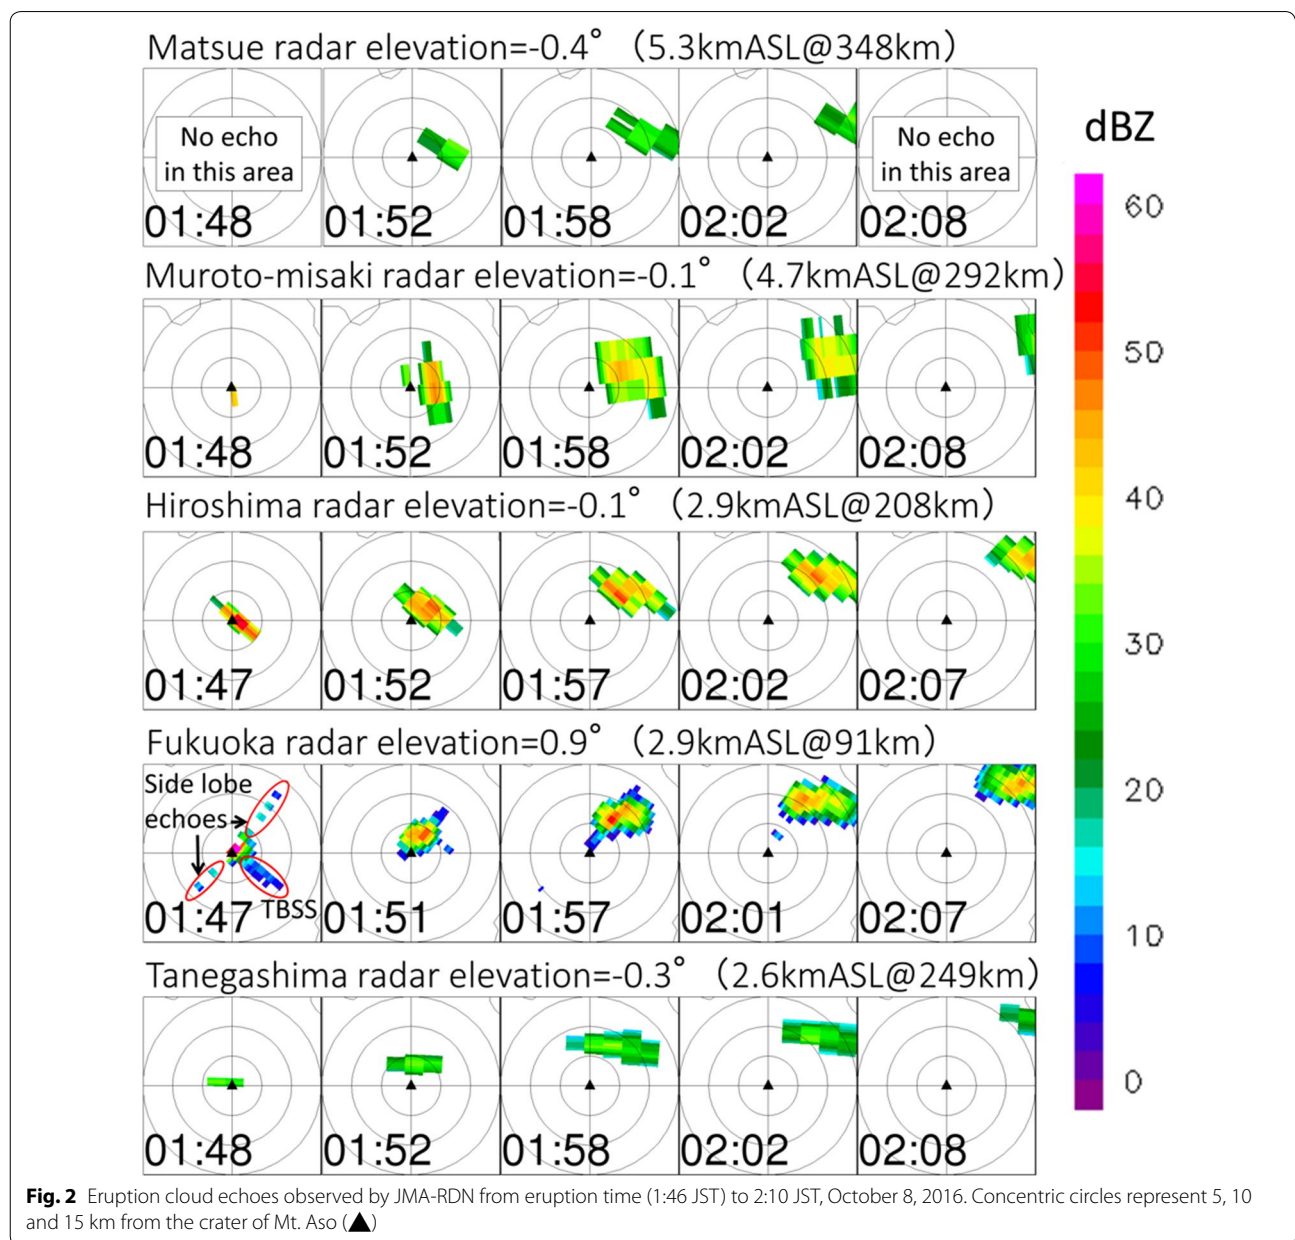 Matsue radar elevation=-0.4° (5.3kmASL@348km)
No echo
in this area
01:48
01:52
01:58
02:02
No echo
in this area
02:08
Muroto-misaki radar elevation=-0.1° (4.7kmASL@292km)
01:48
01:52
01:58
02:02
02:08
Hiroshima radar elevation=-0.1° (2.9kmASL@208km)
01:47
01:52
01:57
02:02
02:07
Fukuoka radar elevation=0.9° (2.9kmASL@91km)
Side lobe
echoes
TBSS
01:47
01:51
01:57
02:01
02:07
Tanegashima radar elevation=-0.3° (2.6kmASL@249km)
01:48
01:52
01:58
02:02
02:08
dBZ
60
50
40
30
20
10
0
Fig. 2 Eruption cloud echoes observed by JMA-RDN from eruption time (1:46 JST) to 2:10 JST, October 8, 2016. Concentric circles represent 5, 10
and 15 km from the crater of Mt. Aso (▲)